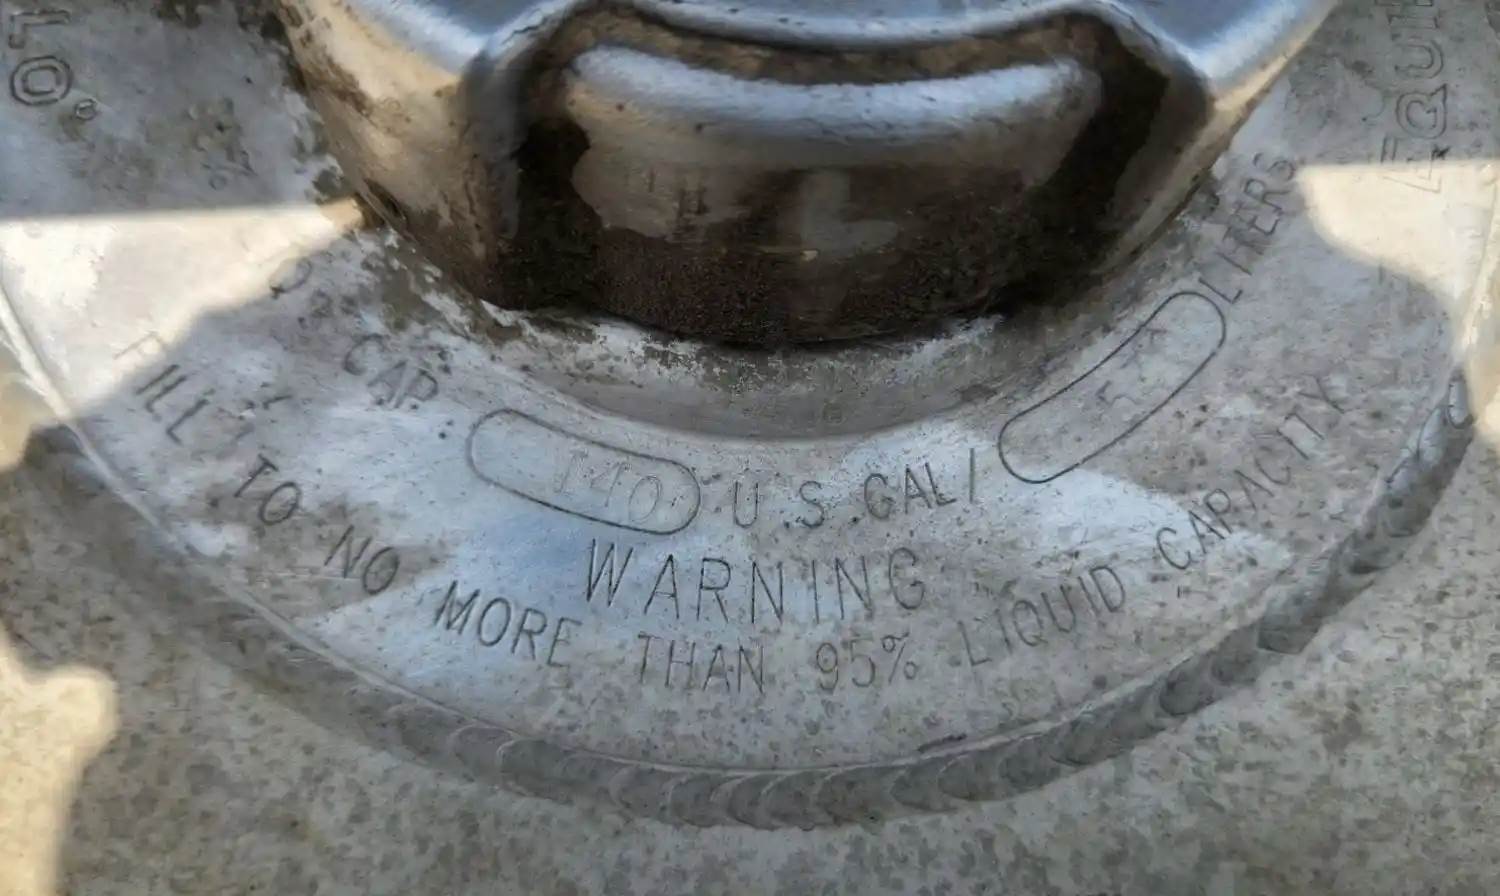 CAP. 140 U.S. GAL / LITERS
WARNING
FILL TO NO MORE THAN 95% LIQUID CAPACITY